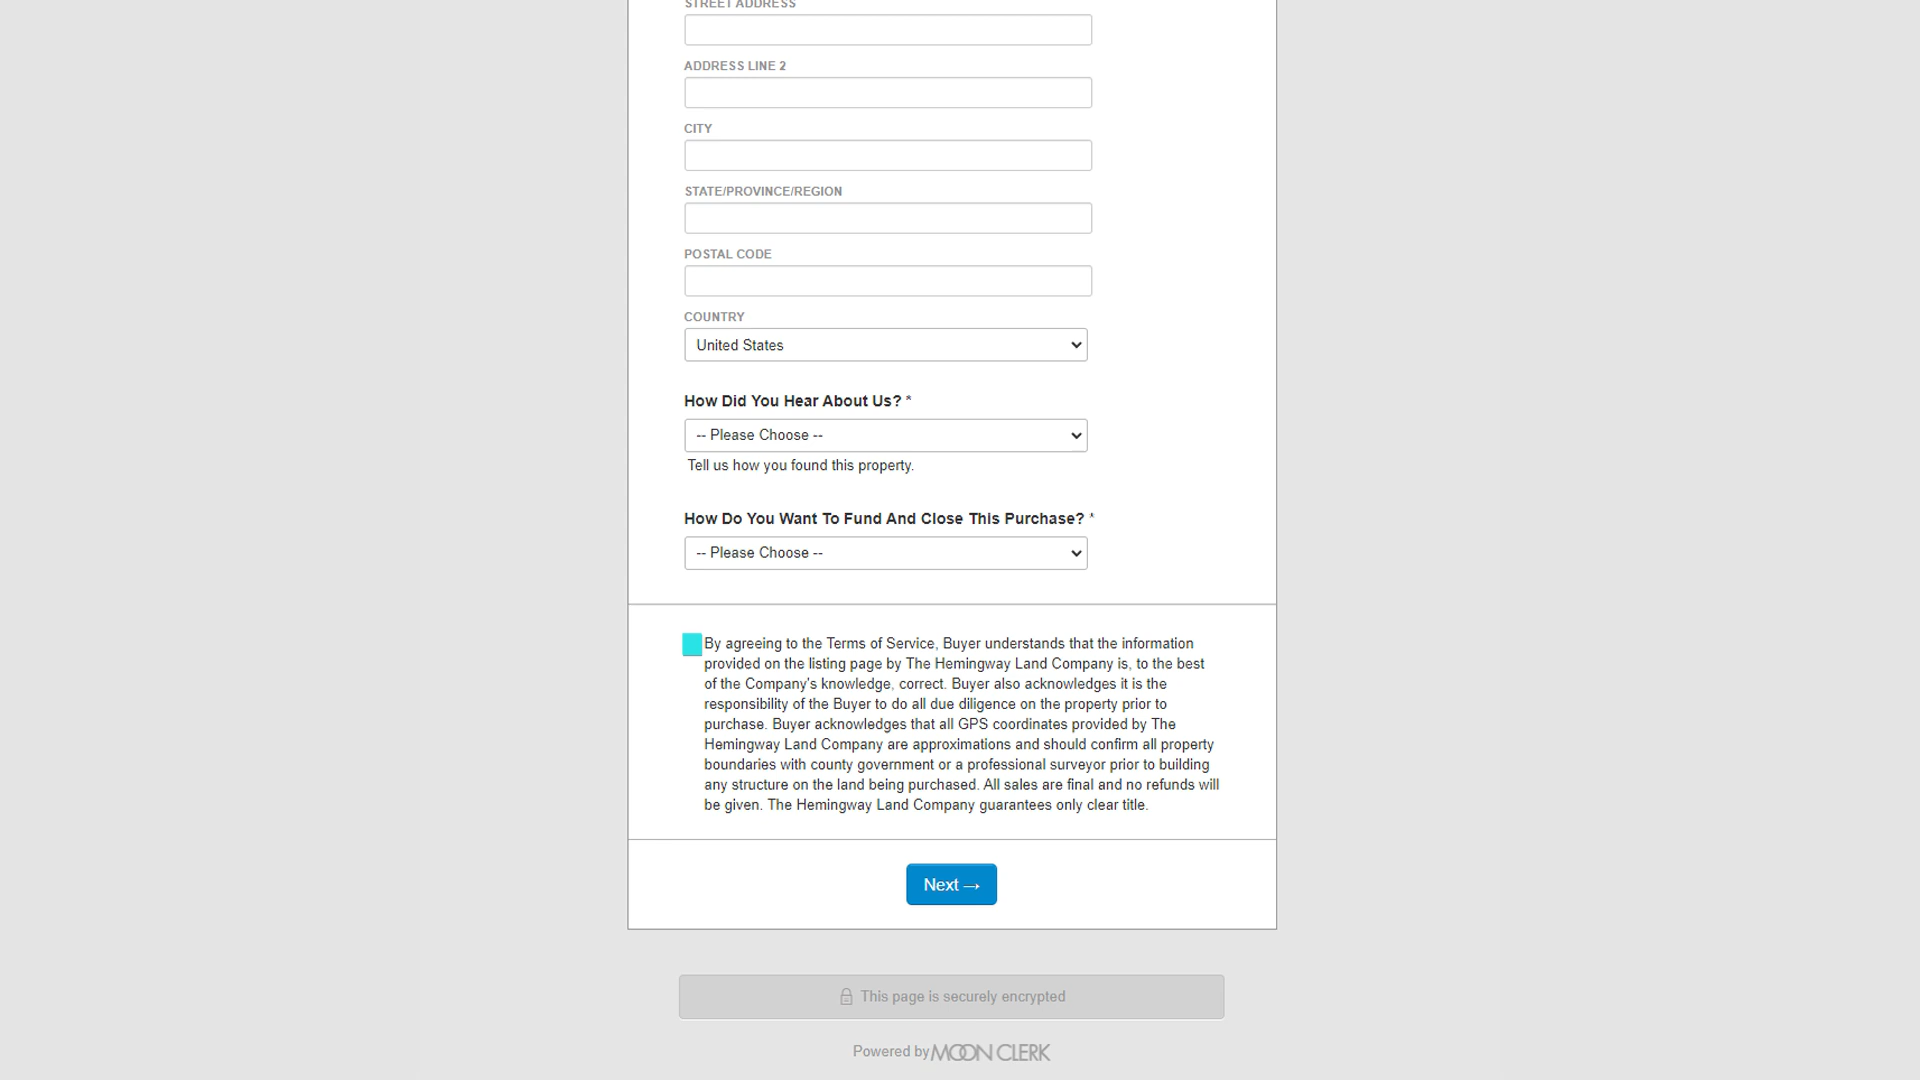 STREET ADDRESS
ADDRESS LINE 2
CITY
STATE/PROVINCE/REGION
POSTAL CODE
COUNTRY
United States
How Did You Hear About Us? *
-- Please Choose --
Tell us how you found this property.
How Do You Want To Fund And Close This Purchase? *
-- Please Choose --
By agreeing to the Terms of Service, Buyer understands that the information
provided on the listing page by The Hemingway Land Company is, to the best
of the Company's knowledge, correct. Buyer also acknowledges it is the
responsibility of the Buyer to do all due diligence on the property prior to
purchase. Buyer acknowledges that all GPS coordinates provided by The
Hemingway Land Company are approximations and should confirm all property
boundaries with county government or a professional surveyor prior to building
any structure on the land being purchased. All sales are final and no refunds will
be given. The Hemingway Land Company guarantees only clear title.
Next →
This page is securely encrypted
Powered by MOON CLERK